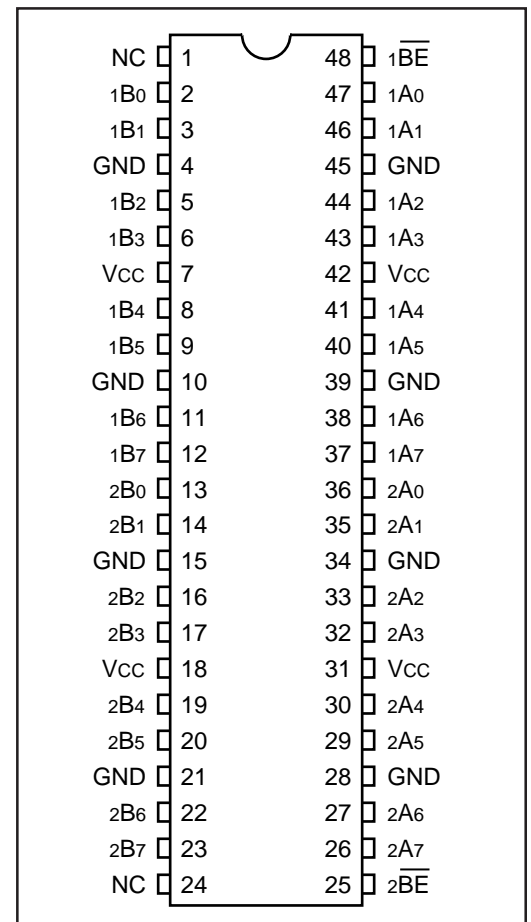 NC 1 48 1B̅E̅
1B0 2 47 1A0
1B1 3 46 1A1
GND 4 45 GND
1B2 5 44 1A2
1B3 6 43 1A3
VCC 7 42 VCC
1B4 8 41 1A4
1B5 9 40 1A5
GND 10 39 GND
1B6 11 38 1A6
1B7 12 37 1A7
2B0 13 36 2A0
2B1 14 35 2A1
GND 15 34 GND
2B2 16 33 2A2
2B3 17 32 2A3
VCC 18 31 VCC
2B4 19 30 2A4
2B5 20 29 2A5
GND 21 28 GND
2B6 22 27 2A6
2B7 23 26 2A7
NC 24 25 2B̅E̅